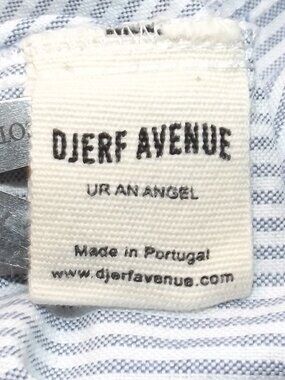 DJERF AVENUE
UR AN ANGEL
Made in Portugal
www.djerfavenue.com